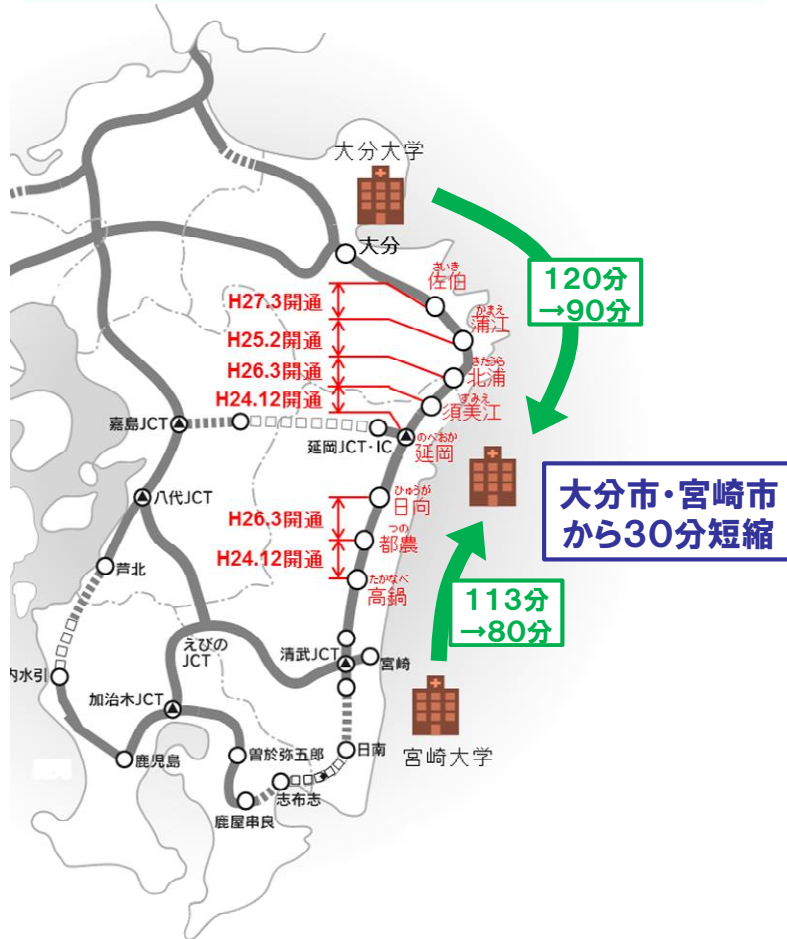 大分大学
大分
120分
→90分
さいき
佐伯
H27.3開通
かまえ
蒲江
H25.2開通
きたうら
北浦
H26.3開通
すみえ
須美江
H24.12開通
嘉島JCT
延岡JCT・IC
のべおか
延岡
大分市・宮崎市
から30分短縮
八代JCT
ひゅうが
日向
H26.3開通
つの
都農
H24.12開通
芦北
たかなべ
高鍋
113分
→80分
えびの
JCT
清武JCT
宮崎
内水引
加治木JCT
宮崎大学
鹿児島
曽於弥五郎
日南
志布志
鹿屋串良